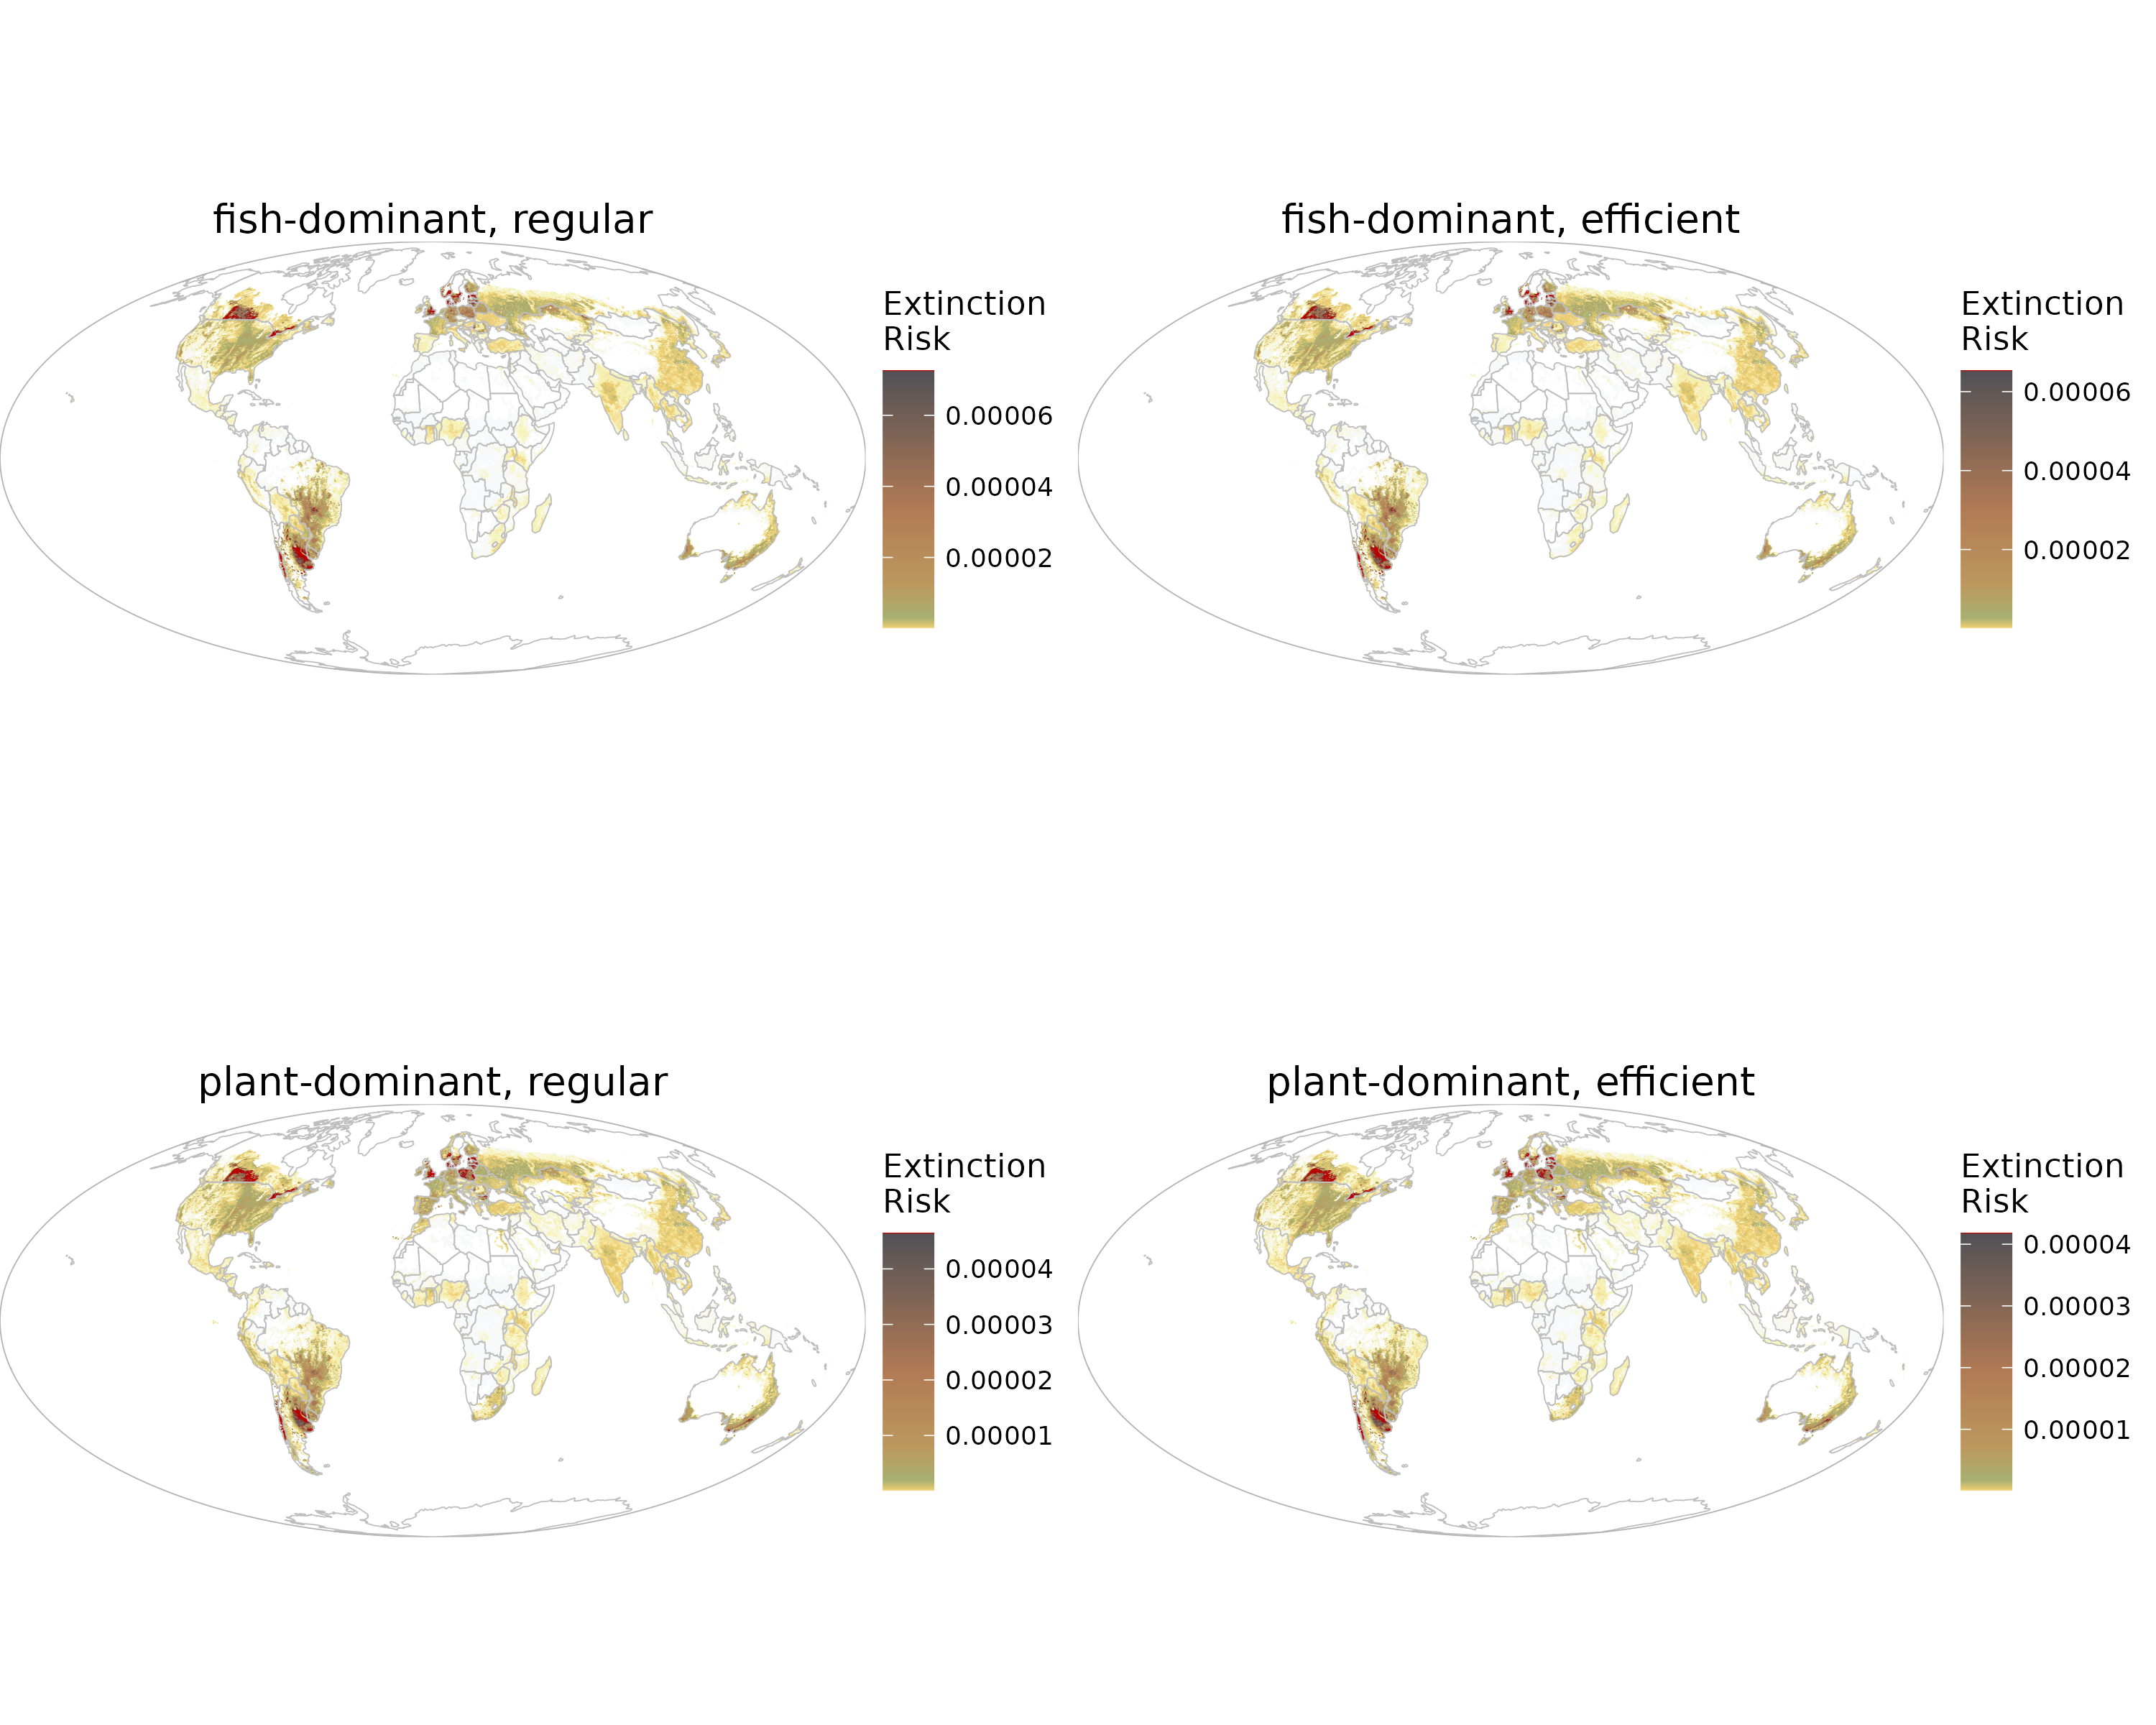 fish-dominant, regular
Extinction
Risk
0.00006
0.00004
0.00002
fish-dominant, efficient
Extinction
Risk
0.00006
0.00004
0.00002
plant-dominant, regular
Extinction
Risk
0.00004
0.00003
0.00002
0.00001
plant-dominant, efficient
Extinction
Risk
0.00004
0.00003
0.00002
0.00001